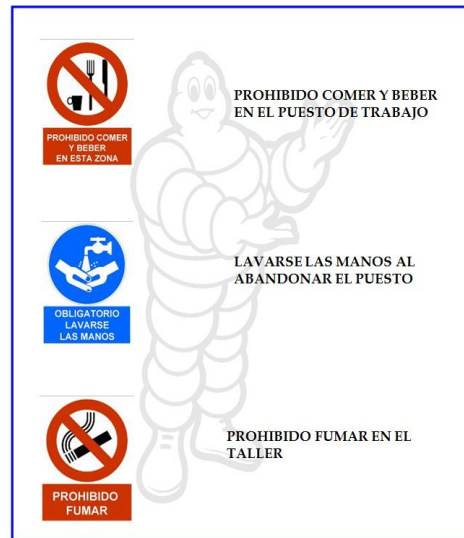 PROHIBIDO COMER
Y BEBER
EN ESTA ZONA
PROHIBIDO COMER Y BEBER
EN EL PUESTO DE TRABAJO
OBLIGATORIO
LAVARSE
LAS MANOS
LAVARSE LAS MANOS AL
ABANDONAR EL PUESTO
PROHIBIDO
FUMAR
PROHIBIDO FUMAR EN EL
TALLER